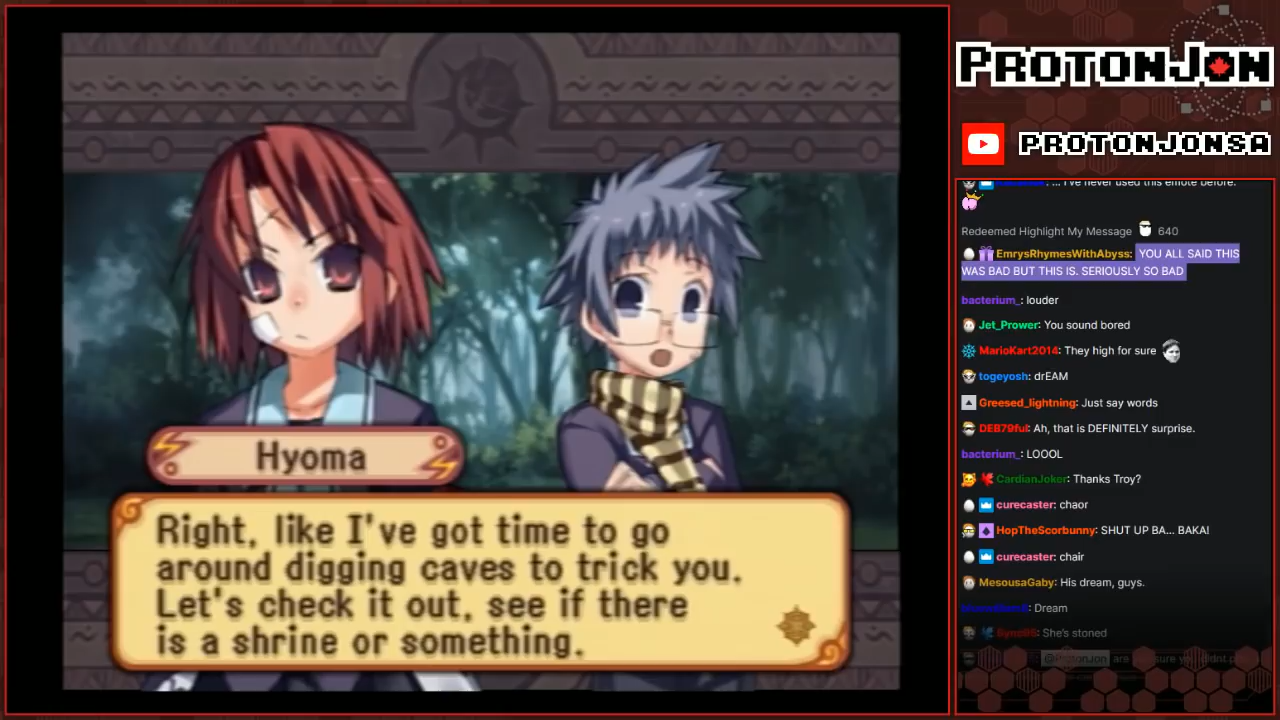 Hyoma
Right, like I've got time to go
around digging caves to trick you.
Let's check it out, see if there
is a shrine or something.
PROTONJON
PROTONJONSA
: ... I've never used this emote before.
Redeemed Highlight My Message 640
EmrysRhymesWithAbyss: YOU ALL SAID THIS
WAS BAD BUT THIS IS. SERIOUSLY SO BAD
bacterium_: louder
Jet_Prower: You sound bored
MarioKart2014: They high for sure
togeyosh: drEAM
Greesed_lightning: Just say words
DEB79ful: Ah, that is DEFINITELY surprise.
bacterium_: LOOOL
CardianJoker: Thanks Troy?
curecaster: chaor
HopTheScorbunny: SHUT UP BA... BAKA!
curecaster: chair
MesousaGaby: His dream, guys.
: Dream
: She's stoned
@ProtonJon are sure